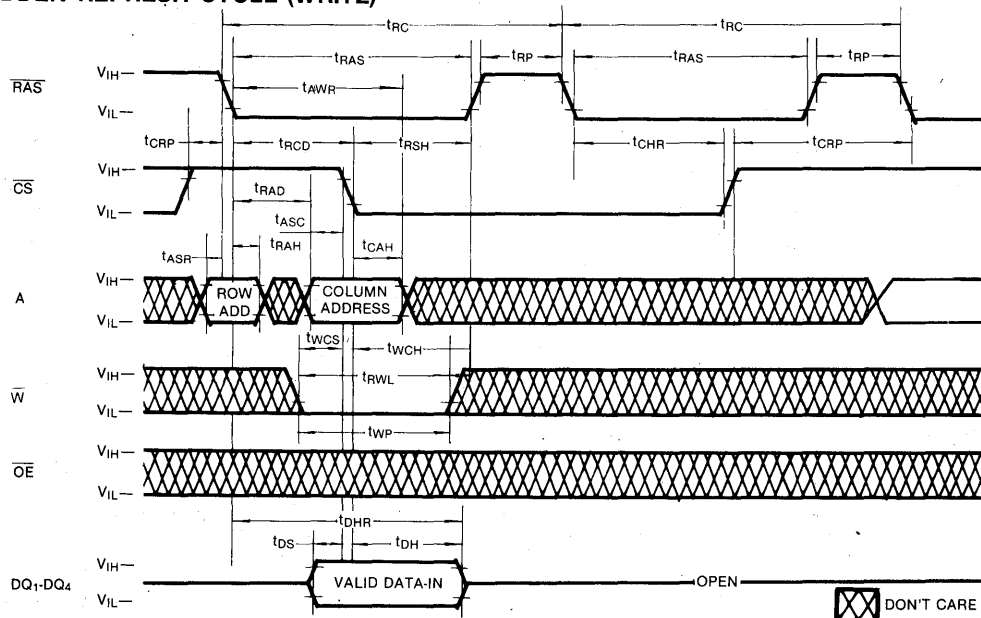 DDEN REFRESH CYCLE (WRITE)
tRC tRC
tRAS tRP tRAS tRP
RAS VIH— VIL—
tAWR
tCRP tRCD tRSH tCHR tCRP
CS VIH— VIL—
tRAD
tASC
tASR tRAH tCAH
A VIH— VIL—
ROW ADD
COLUMN ADDRESS
tWCS tWCH
tRWL
W VIH— VIL—
tWP
OE VIH— VIL—
tDHR
tDS tDH
DQ1-DQ4 VIH— VIL—
VALID DATA-IN
OPEN
DON'T CARE